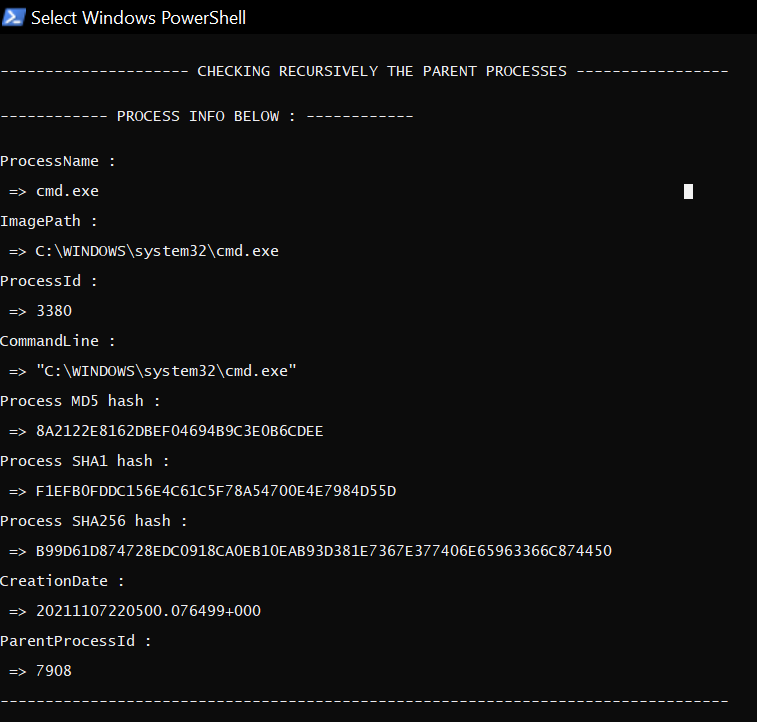 Select Windows PowerShell
--------------------- CHECKING RECURSIVELY THE PARENT PROCESSES -----------------
------------ PROCESS INFO BELOW : ------------
ProcessName :
=> cmd.exe
ImagePath :
=> C:\WINDOWS\system32\cmd.exe
ProcessId :
=> 3380
CommandLine :
=> "C:\WINDOWS\system32\cmd.exe"
Process MD5 hash :
=> 8A2122E8162DBEF04694B9C3E0B6CDEE
Process SHA1 hash :
=> F1EFB0FDDC156E4C61C5F78A54700E4E7984D55D
Process SHA256 hash :
=> B99D61D874728EDC0918CA0EB10EAB93D381E7367E377406E65963366C874450
CreationDate :
=> 20211107220500.076499+000
ParentProcessId :
=> 7908
---------------------------------------------------------------------------------